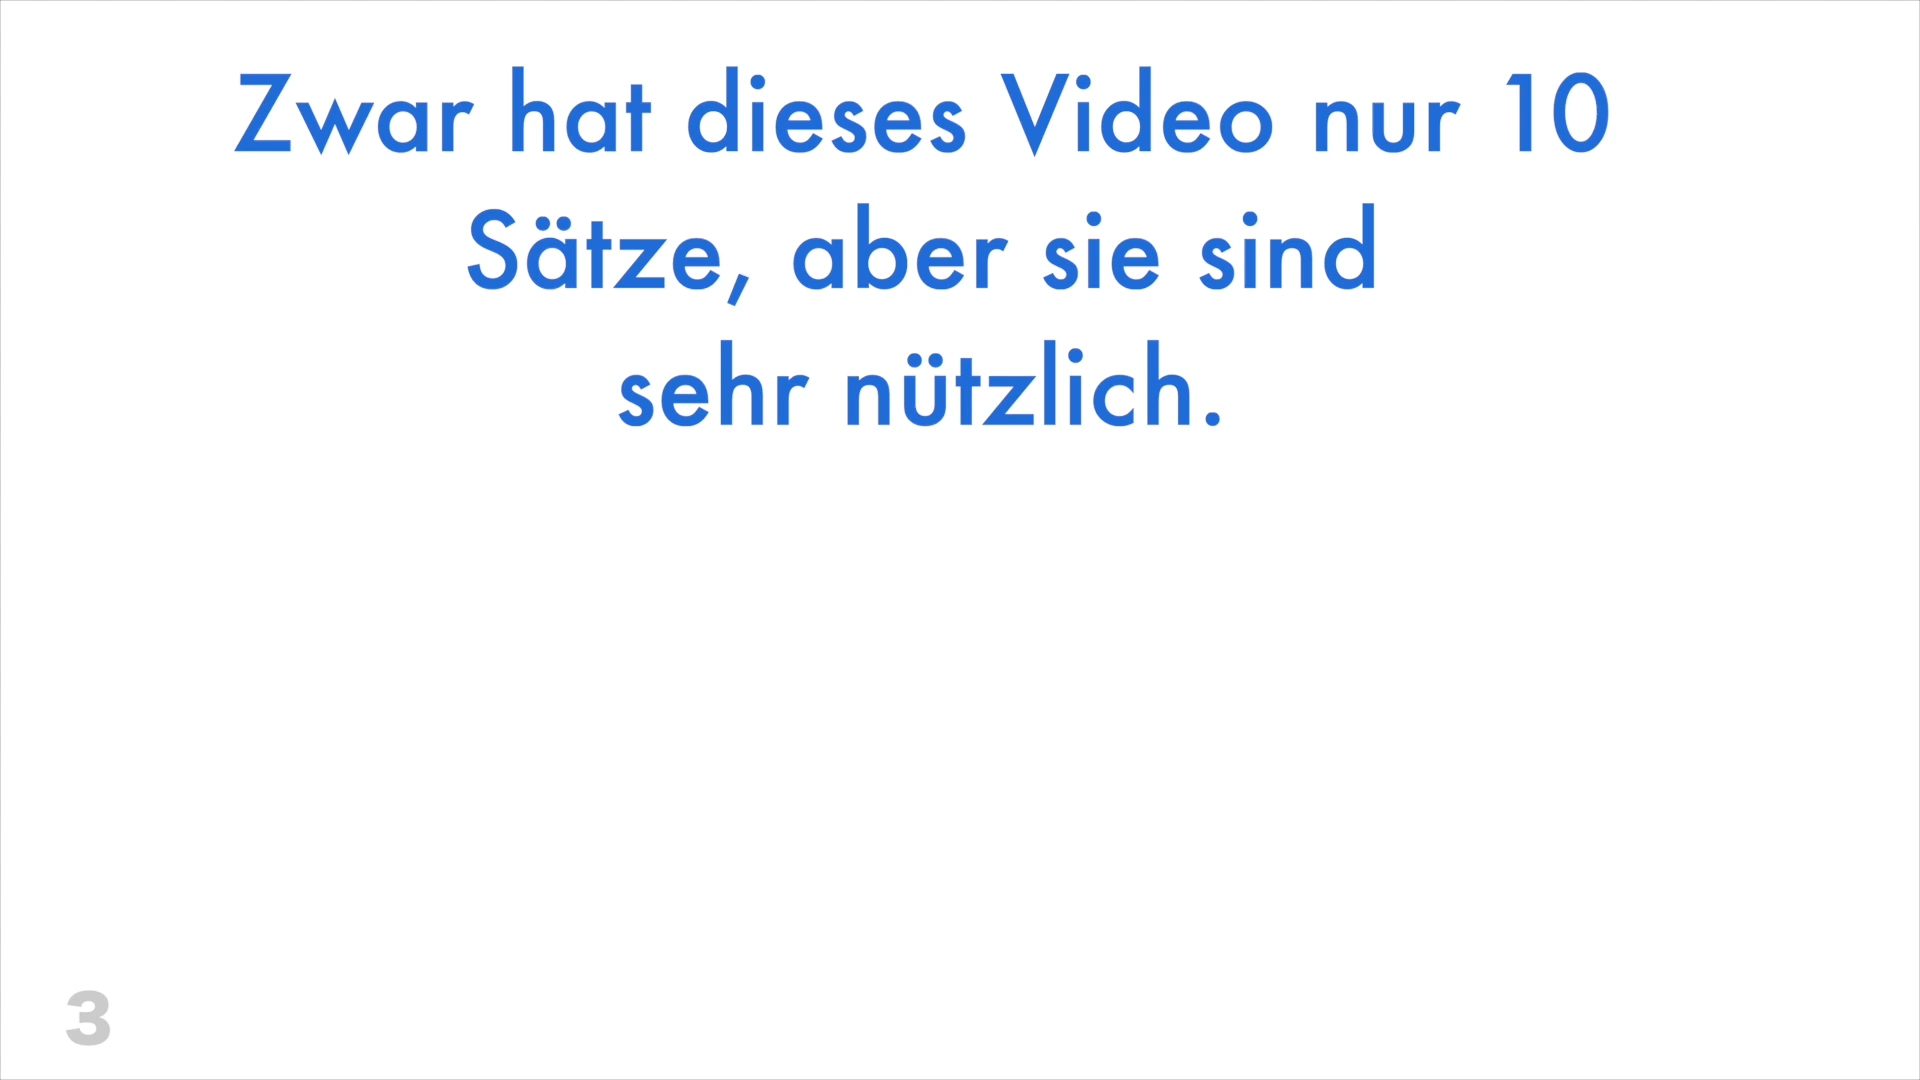 Zwar hat dieses Video nur 10
Sätze, aber sie sind
sehr nützlich.
3